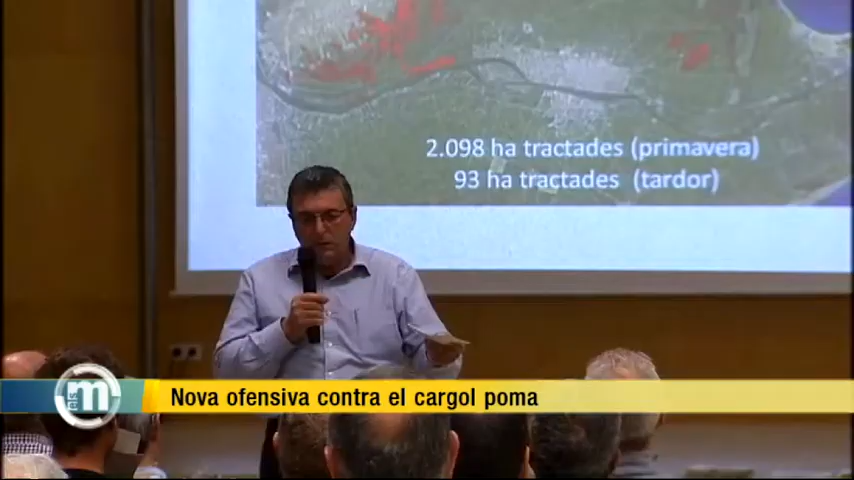 2.098 ha tractades (primavera)
93 ha tractades (tardor)
m
Nova ofensiva contra el cargol poma